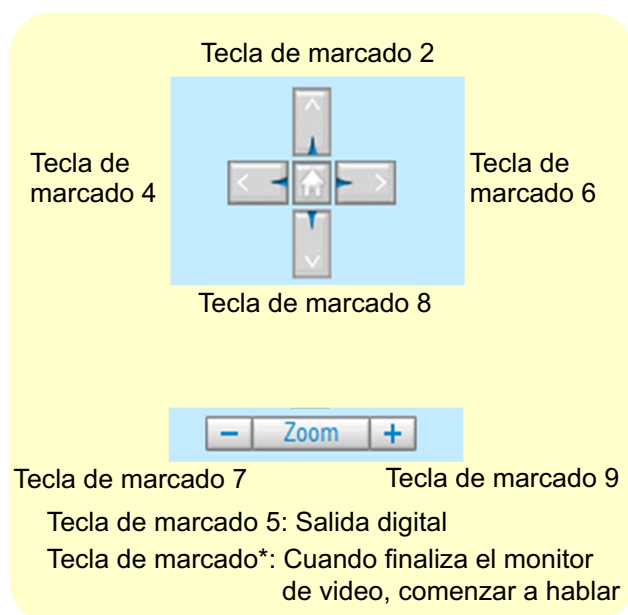 Tecla de marcado 2
Tecla de
marcado 4
Tecla de
marcado 6
Tecla de marcado 8
− Zoom +
Tecla de marcado 7
Tecla de marcado 9
Tecla de marcado 5: Salida digital
Tecla de marcado*: Cuando finaliza el monitor
de video, comenzar a hablar